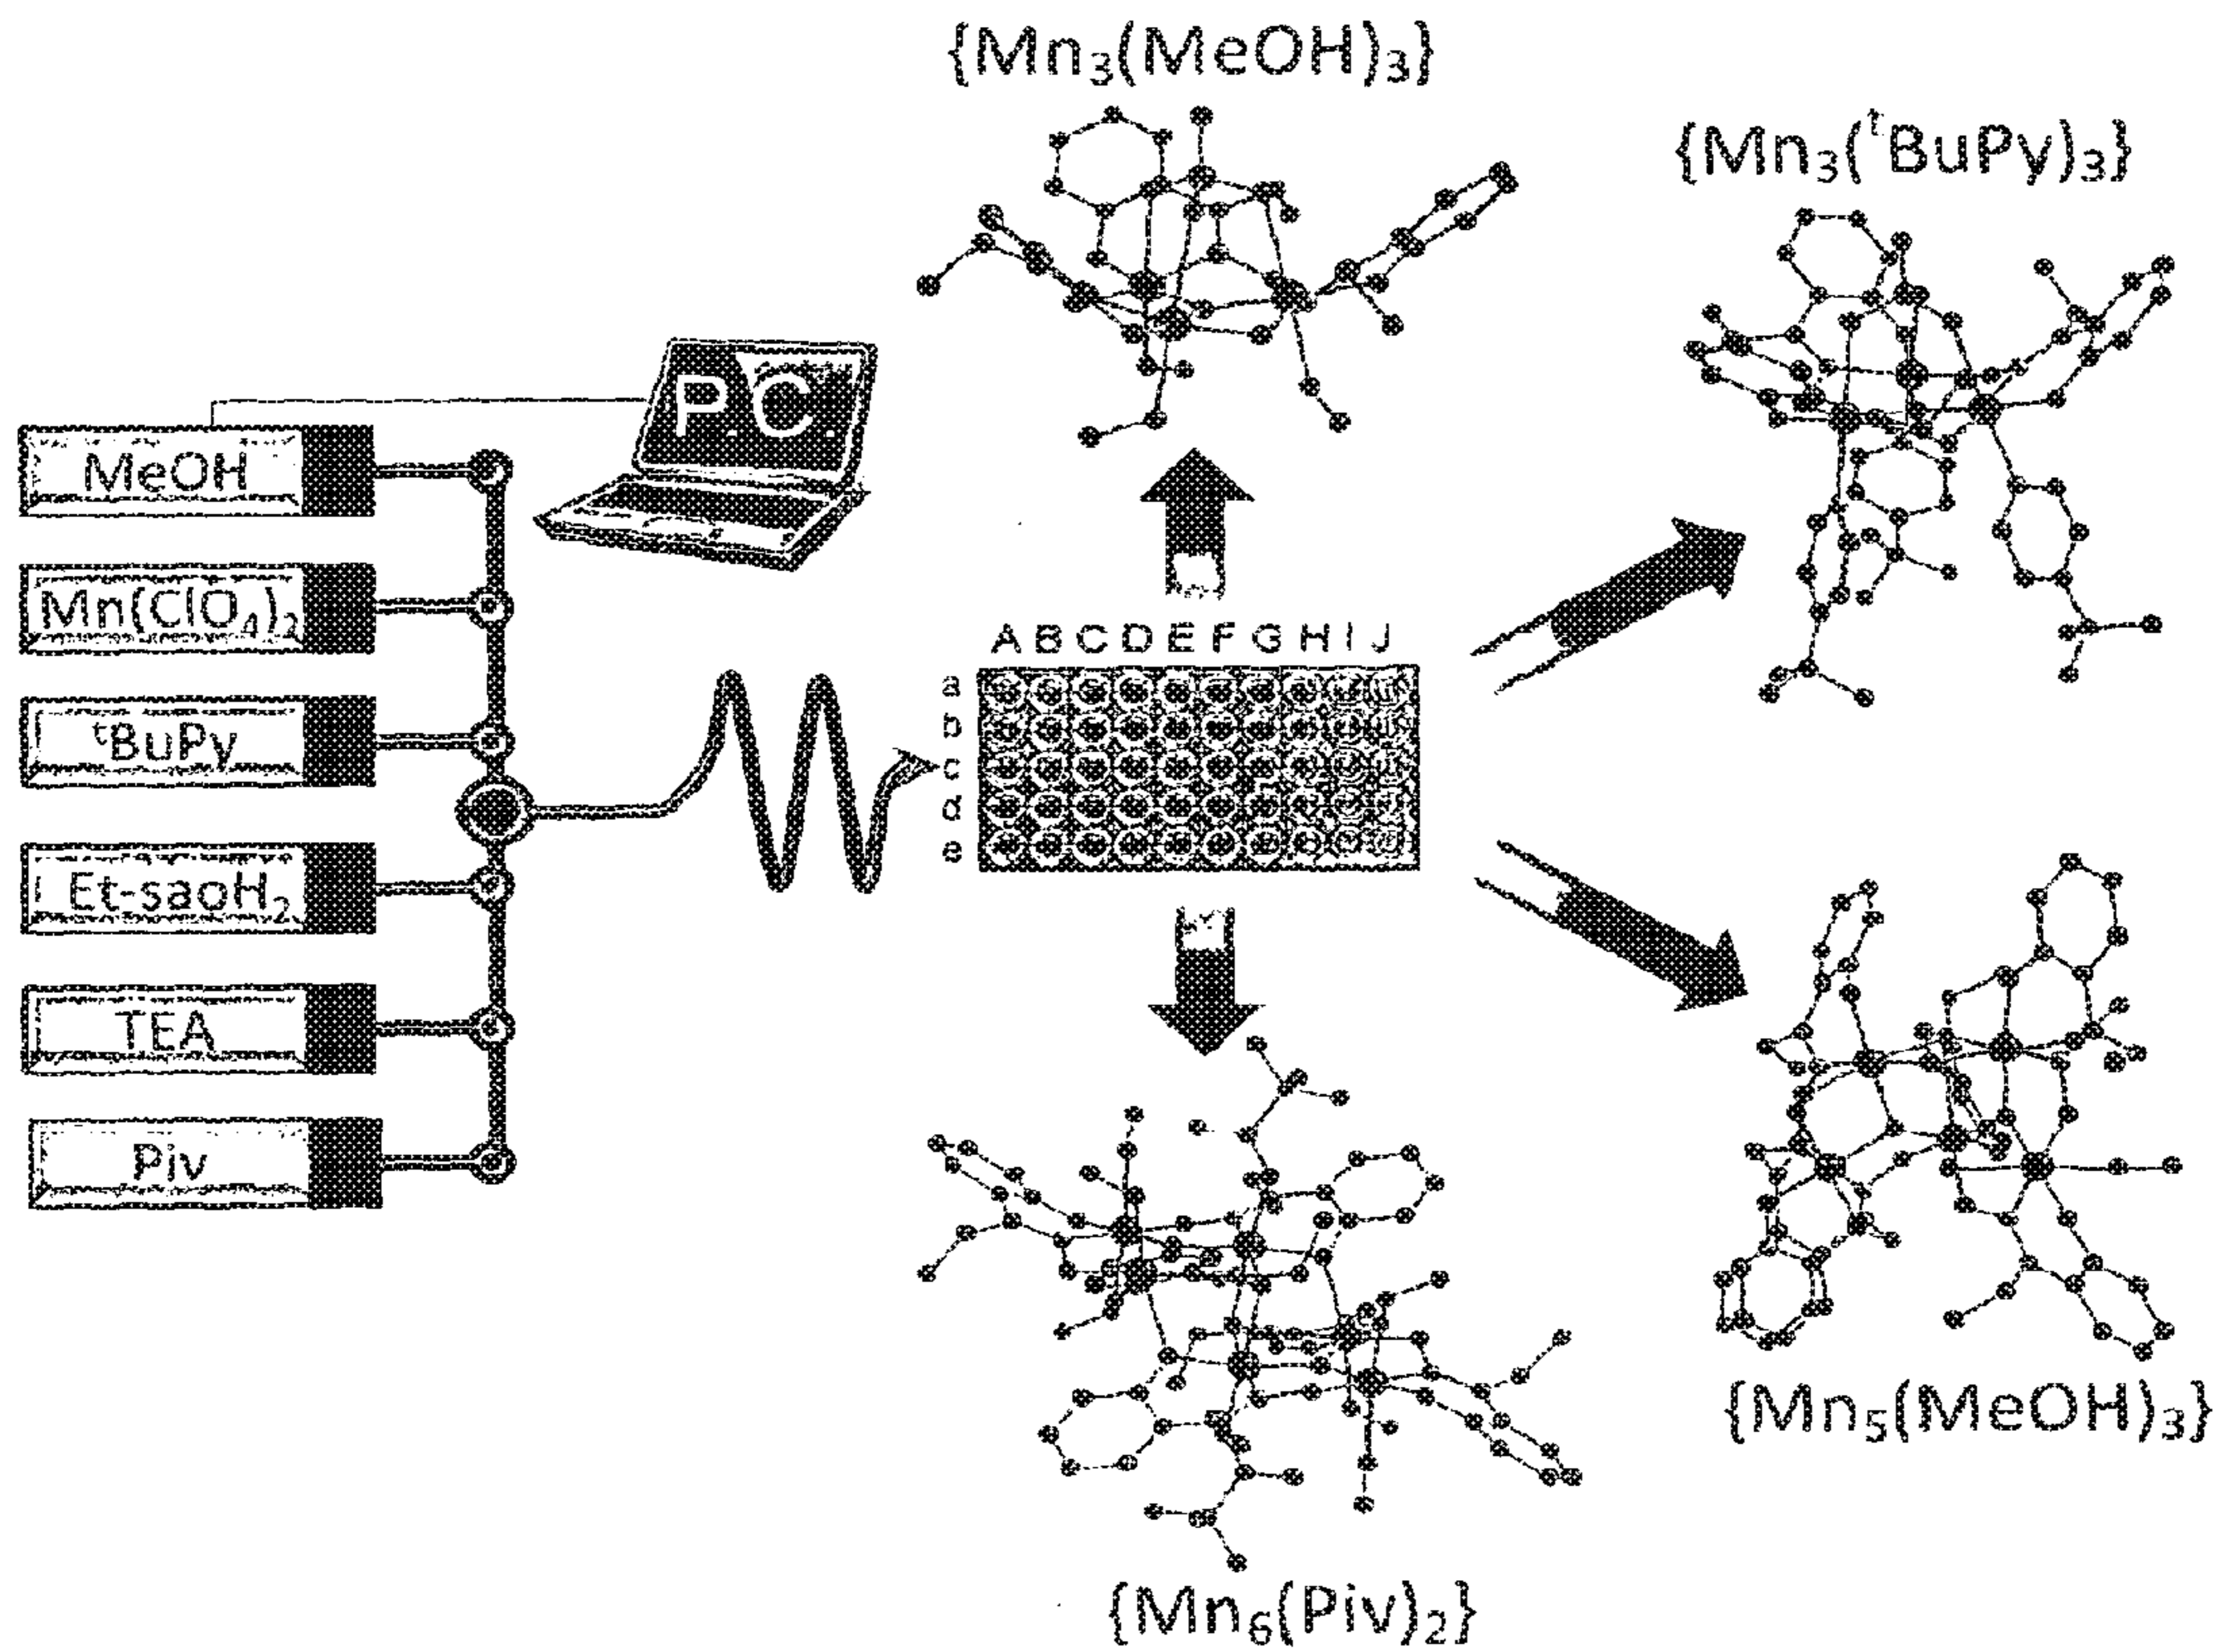 {Mn₃(MeOH)₃}
{Mn₃(ᵗBuPy)₃}
P.C.
MeOH
Mn(ClO₄)₂
ᵗBuPy
Et-saoH₂
TEA
Piv
A B C D E F G H I J
a
b
c
d
e
{Mn₅(MeOH)₃}
{Mn₆(Piv)₂}